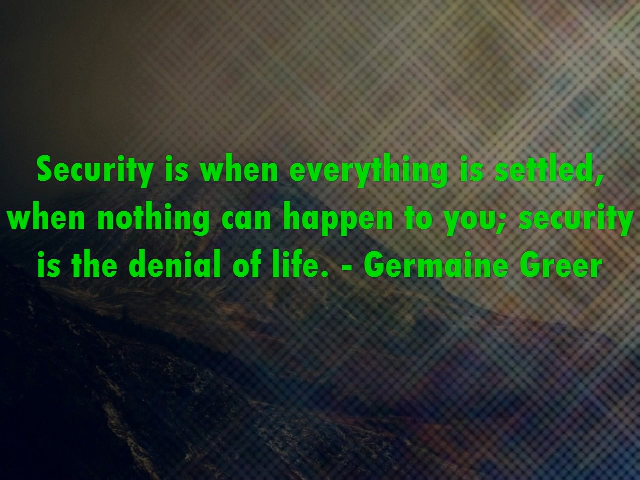 Security is when everything is settled,
when nothing can happen to you; security
is the denial of life. - Germaine Greer